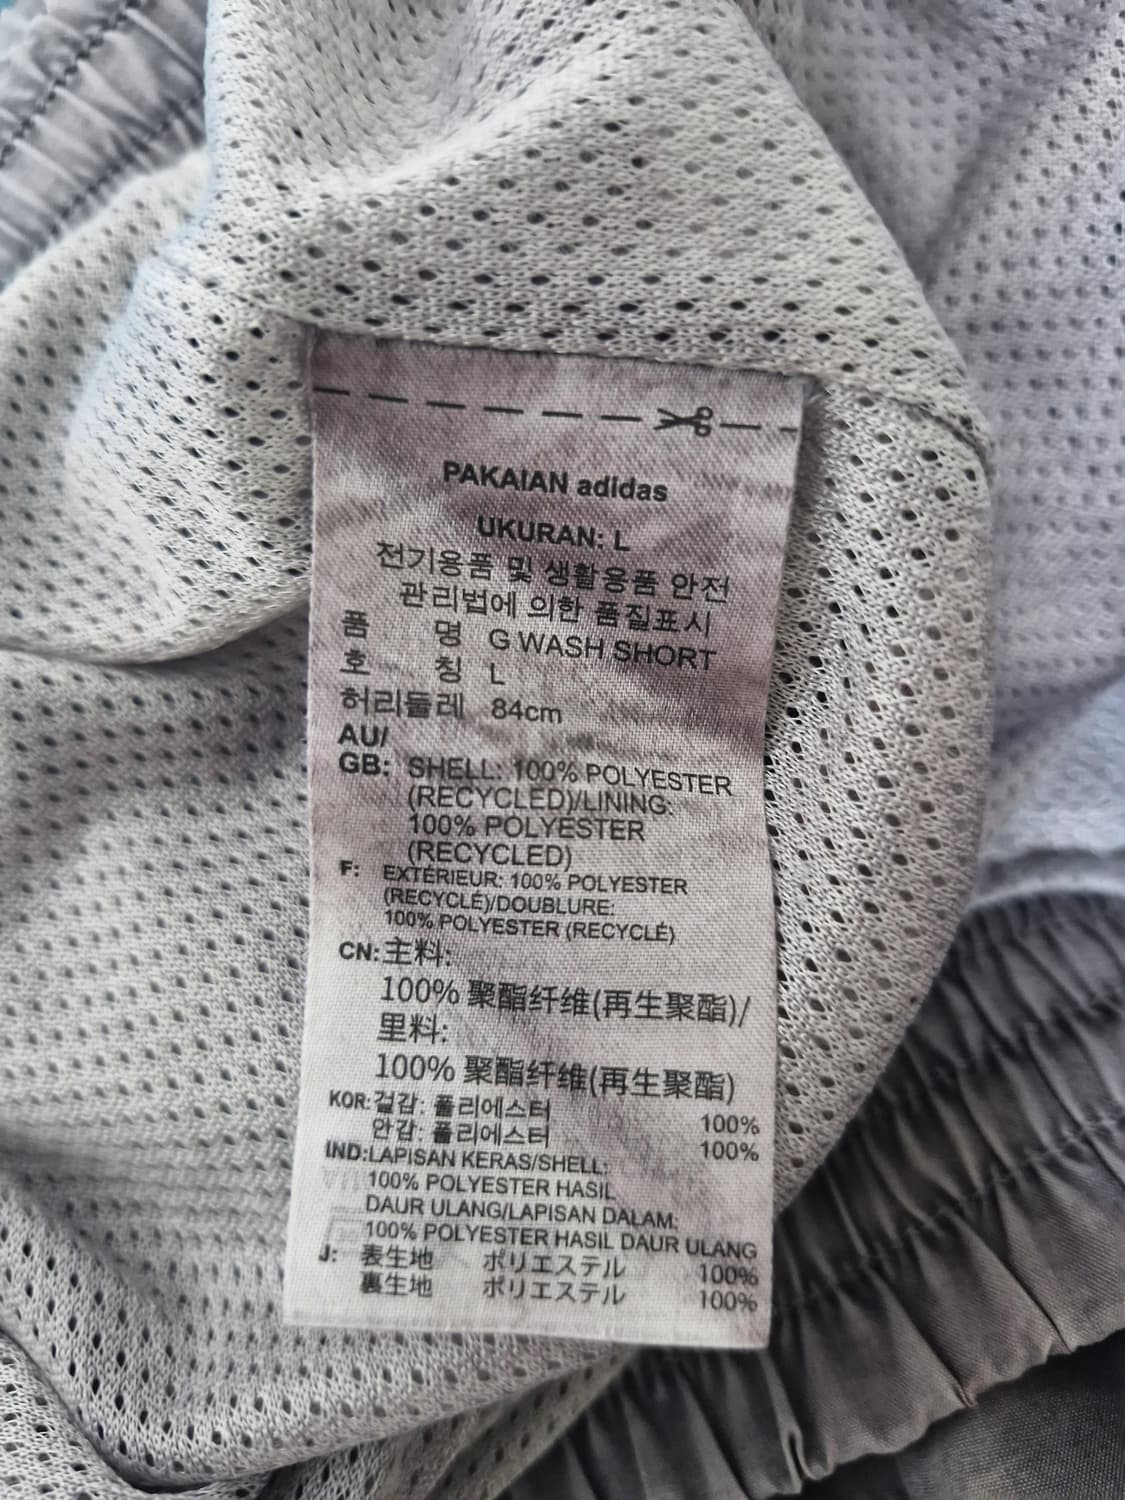 PAKAIAN adidas
UKURAN: L
전기용품 및 생활용품 안전
관리법에 의한 품질표시
품 명 G WASH SHORT
호 칭 L
허리둘레 84cm
AU/
GB: SHELL: 100% POLYESTER
(RECYCLED)/LINING:
100% POLYESTER
(RECYCLED)
F: EXTÉRIEUR: 100% POLYESTER
(RECYCLÉ)/DOUBLURE:
100% POLYESTER (RECYCLÉ)
CN: 主料:
100% 聚酯纤维(再生聚酯)/
里料:
100% 聚酯纤维(再生聚酯)
KOR: 겉감: 폴리에스터 100%
안감: 폴리에스터 100%
IND: LAPISAN KERAS/SHELL:
100% POLYESTER HASIL
DAUR ULANG/LAPISAN DALAM:
100% POLYESTER HASIL DAUR ULANG
J: 表生地 ポリエステル 100%
裏生地 ポリエステル 100%